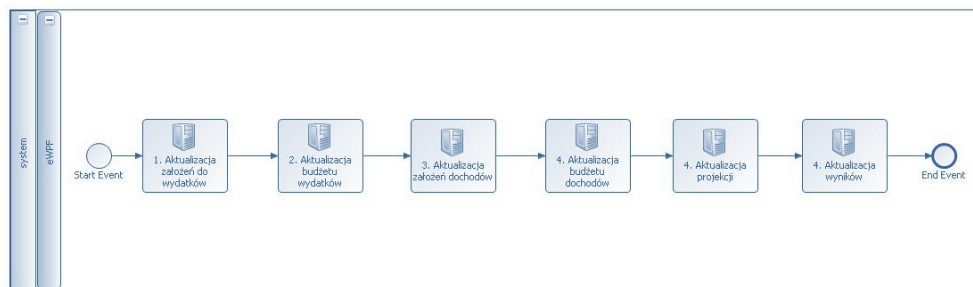 system
eWPF
Start Event
1. Aktualizacja
założeń do
wydatków
2. Aktualizacja
budżetu
wydatków
3. Aktualizacja
założeń dochodów
4. Aktualizacja
budżetu
dochodów
4. Aktualizacja
projekcji
4. Aktualizacja
wyników
End Event